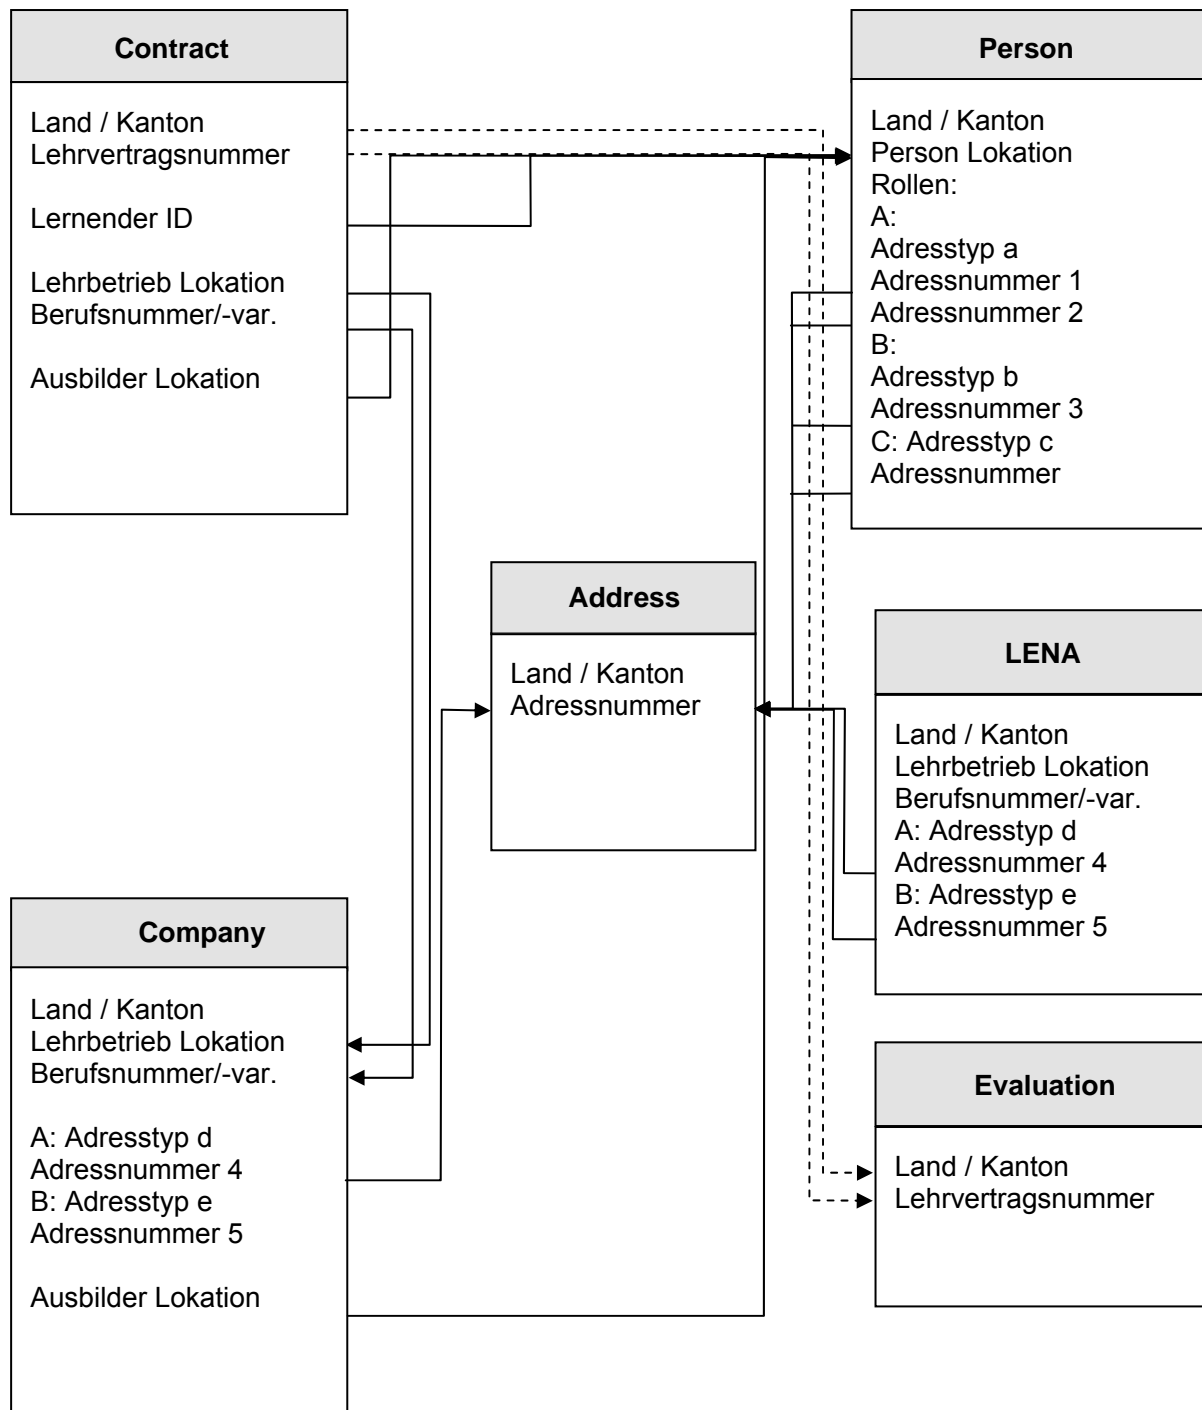 Contract
Land / Kanton
Lehrvertragsnummer
Lernender ID
Lehrbetrieb Lokation
Berufsnummer/-var.
Ausbilder Lokation
Person
Land / Kanton
Person Lokation
Rollen:
A:
Adresstyp a
Adressnummer 1
Adressnummer 2
B:
Adresstyp b
Adressnummer 3
C: Adresstyp c
Adressnummer
Address
Land / Kanton
Adressnummer
LENA
Land / Kanton
Lehrbetrieb Lokation
Berufsnummer/-var.
A: Adresstyp d
Adressnummer 4
B: Adresstyp e
Adressnummer 5
Company
Land / Kanton
Lehrbetrieb Lokation
Berufsnummer/-var.
A: Adresstyp d
Adressnummer 4
B: Adresstyp e
Adressnummer 5
Ausbilder Lokation
Evaluation
Land / Kanton
Lehrvertragsnummer